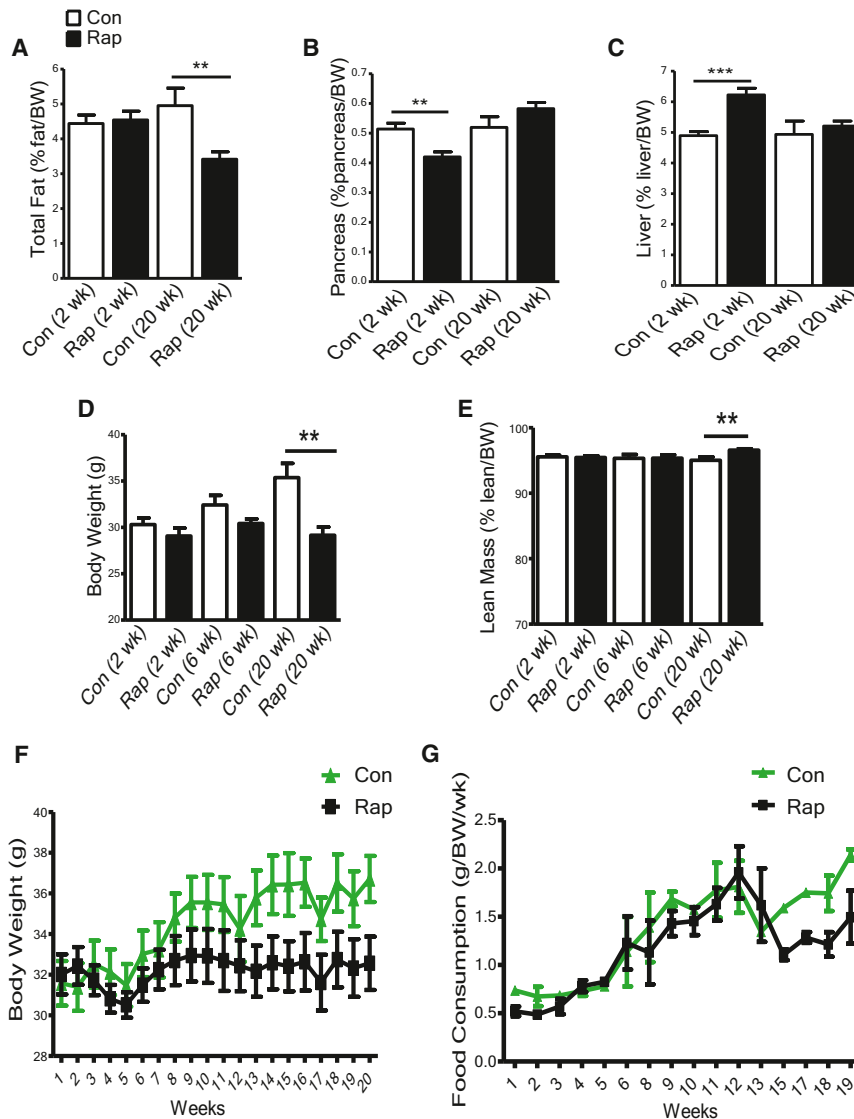 Con
Rap
A
**
Total Fat (%fat/BW)
6
5
4
3
2
1
0
Con (2 wk)
Rap (2 wk)
Con (20 wk)
Rap (20 wk)
B
**
Pancreas (%pancreas/BW)
0.7
0.6
0.5
0.4
0.3
0.2
0.1
0.0
Con (2 wk)
Rap (2 wk)
Con (20 wk)
Rap (20 wk)
C
***
Liver (% liver/BW)
7
6
5
4
3
2
1
0
Con (2 wk)
Rap (2 wk)
Con (20 wk)
Rap (20 wk)
D
**
Body Weight (g)
40
35
30
25
20
Con (2 wk)
Rap (2 wk)
Con (6 wk)
Rap (6 wk)
Con (20 wk)
Rap (20 wk)
E
**
Lean Mass (% lean/BW)
100
90
80
70
Con (2 wk)
Rap (2 wk)
Con (6 wk)
Rap (6 wk)
Con (20 wk)
Rap (20 wk)
F
Con
Rap
Body Weight (g)
40
38
36
34
32
30
28
1 2 3 4 5 6 7 8 9 10 11 12 13 14 15 16 17 18 19 20
Weeks
G
Con
Rap
Food Consumption (g/BW/wk)
2.5
2.0
1.5
1.0
0.5
0.0
1 2 3 4 5 6 8 9 10 11 12 13 15 17 18 19
Weeks